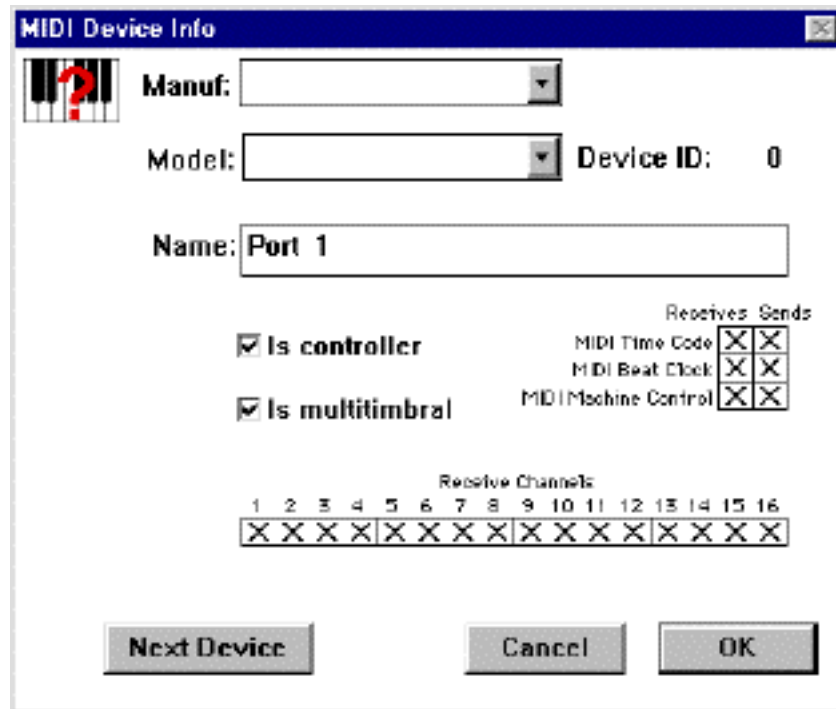 MIDI Device Info
?
Manuf:
Model:
Device ID: 0
Name: Port 1
Receives Sends
Is controller
MIDI Time Code X X
MIDI Beat Clock X X
Is multitimbral
MIDI Machine Control X X
Receive Channels
1 2 3 4 5 6 7 8 9 10 11 12 13 14 15 16
X X X X X X X X X X X X X X X X
Next Device Cancel OK